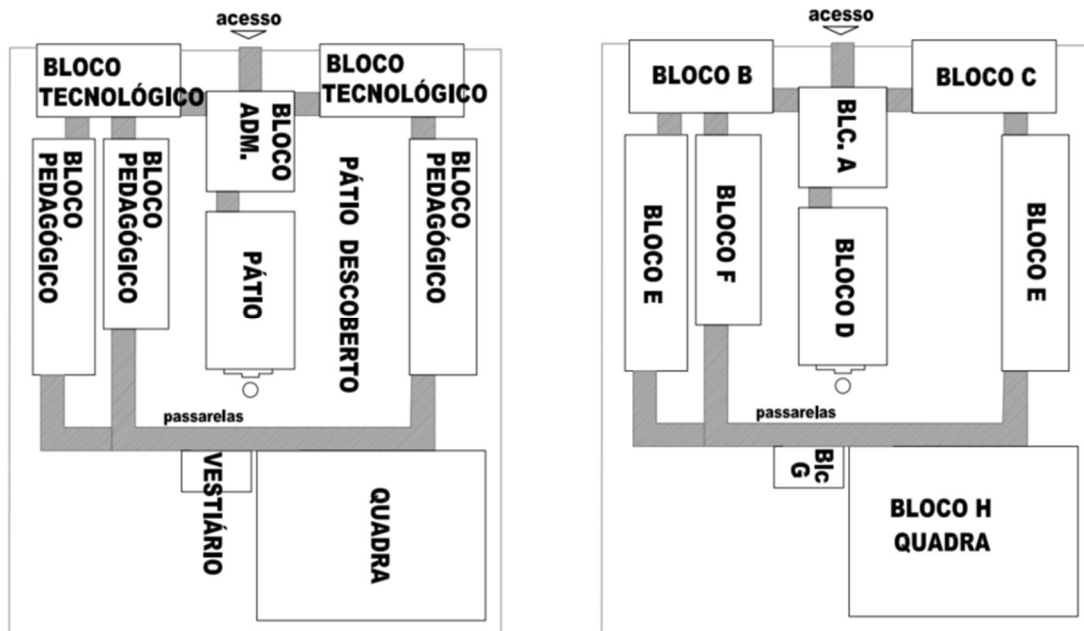 acesso
BLOCO
TECNOLÓGICO
BLOCO
TECNOLÓGICO
BLOCO
ADM.
BLOCO
PEDAGÓGICO
BLOCO
PEDAGÓGICO
PÁTIO
PÁTIO DESCOBERTO
BLOCO
PEDAGÓGICO
passarelas
VESTIÁRIO
QUADRA
acesso
BLOCO B
BLC. A
BLOCO C
BLOCO E
BLOCO F
BLOCO D
BLOCO E
passarelas
Blc
G
BLOCO H
QUADRA